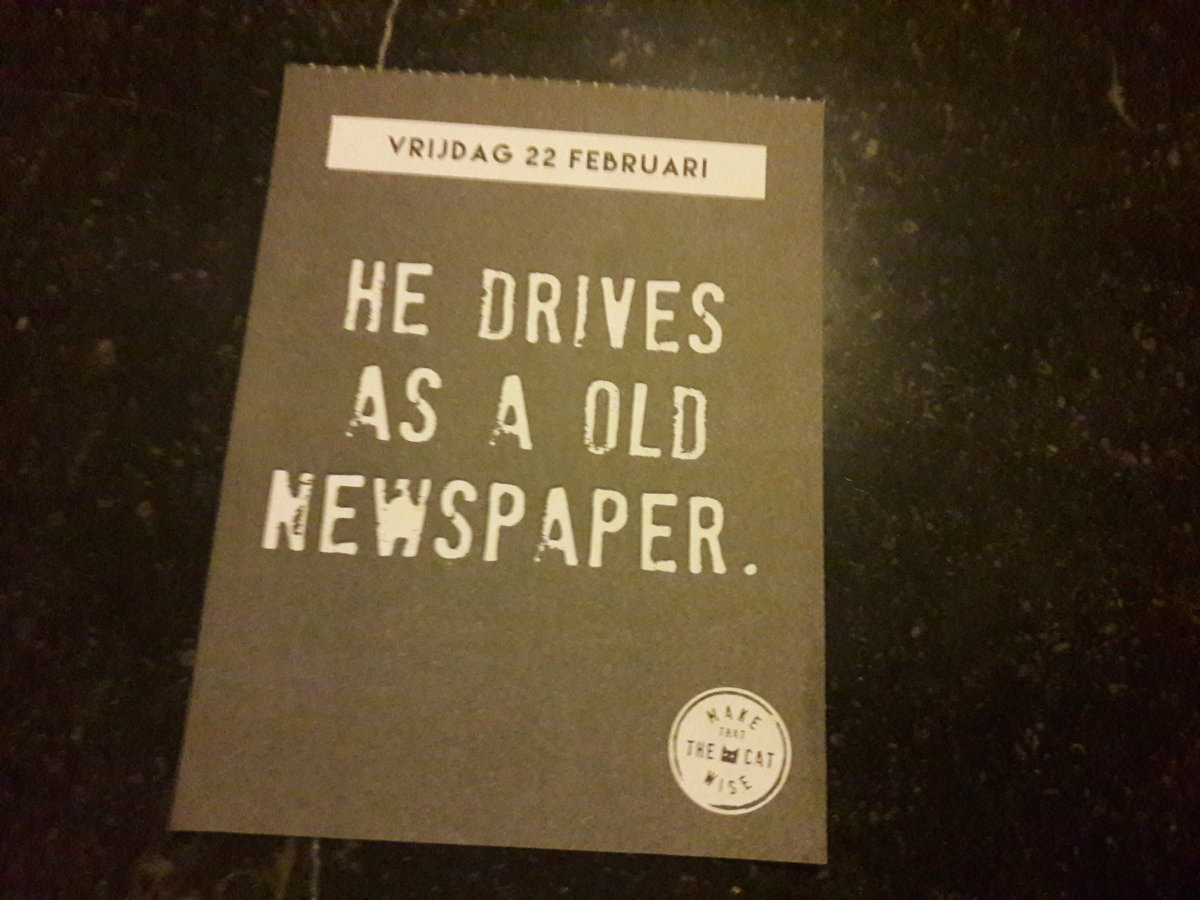 VRIJDAG 22 FEBRUARI
HE DRIVES
AS A OLD
NEWSPAPER.
MAKE
THAT
THE CAT
WISE